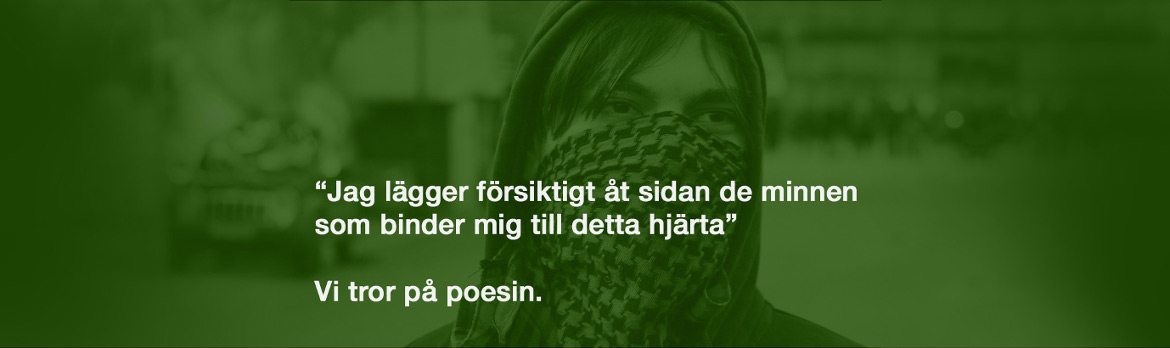 “Jag lägger försiktigt åt sidan de minnen
som binder mig till detta hjärta”
Vi tror på poesin.